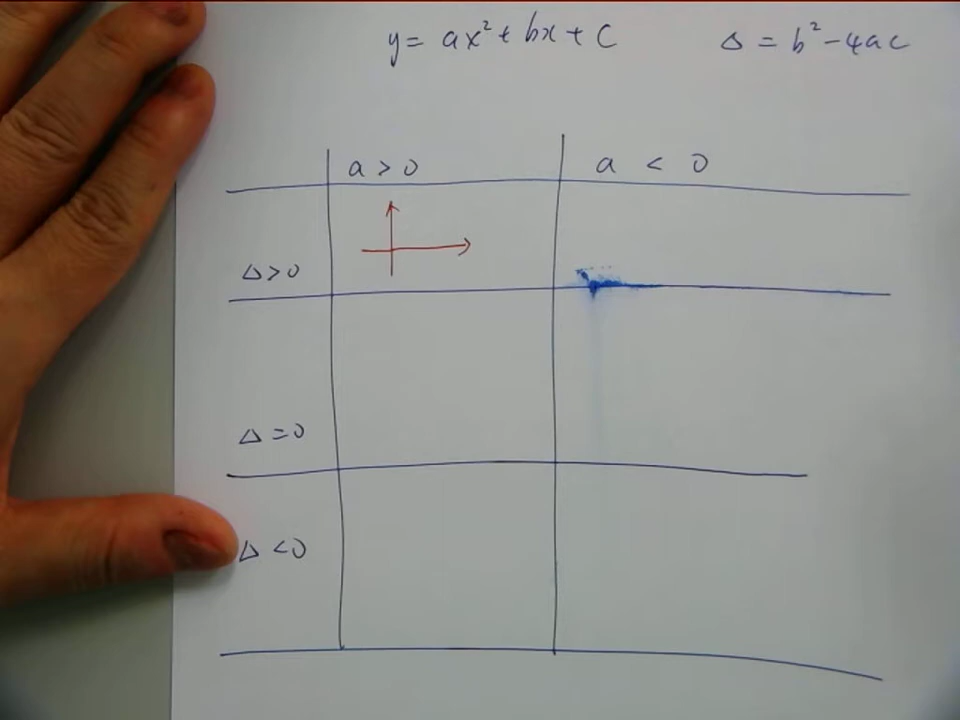 y = ax² + bx + c    Δ = b² - 4ac
a > 0    a < 0
Δ > 0
Δ = 0
Δ < 0